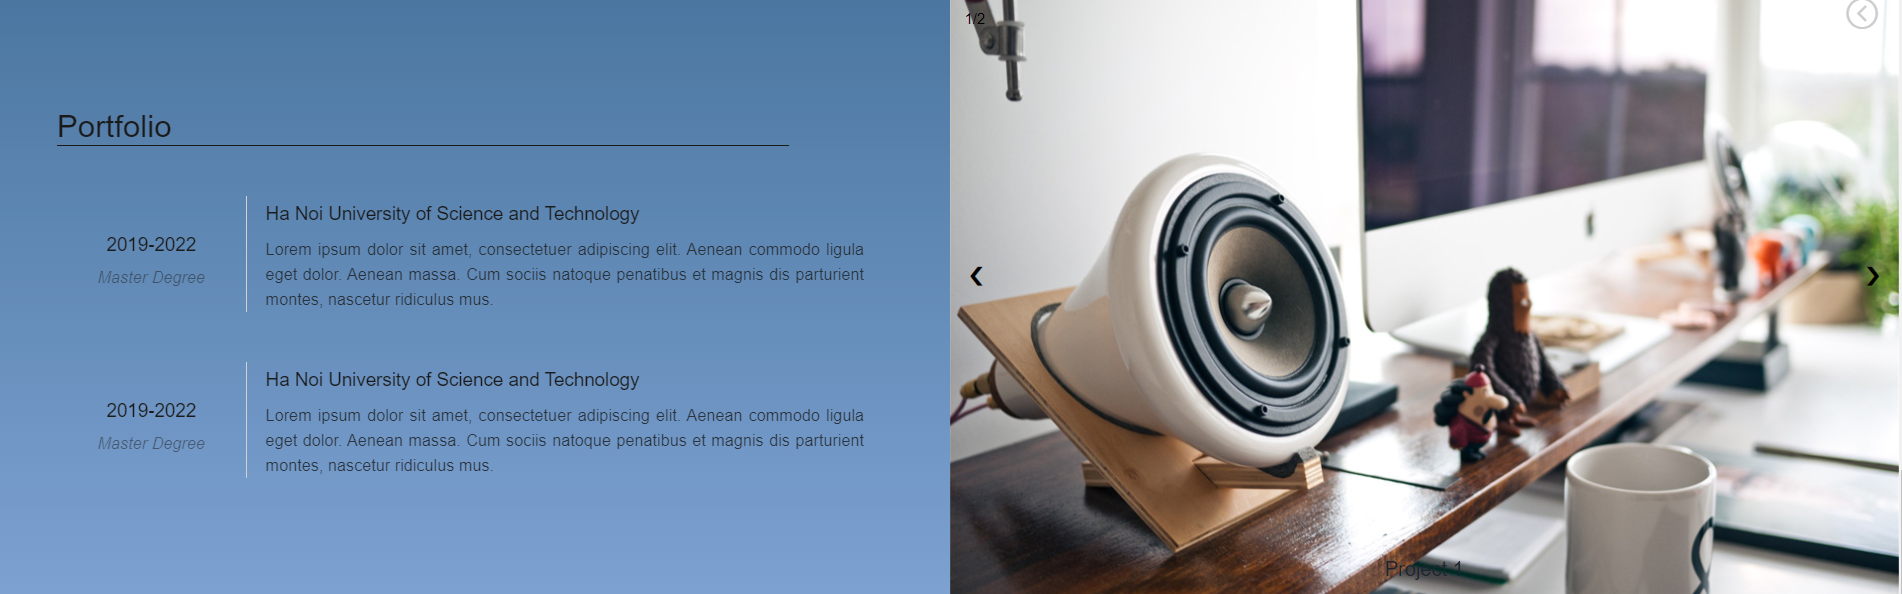 Portfolio
2019-2022
Master Degree
Ha Noi University of Science and Technology
Lorem ipsum dolor sit amet, consectetuer adipiscing elit. Aenean commodo ligula
eget dolor. Aenean massa. Cum sociis natoque penatibus et magnis dis parturient
montes, nascetur ridiculus mus.
2019-2022
Master Degree
Ha Noi University of Science and Technology
Lorem ipsum dolor sit amet, consectetuer adipiscing elit. Aenean commodo ligula
eget dolor. Aenean massa. Cum sociis natoque penatibus et magnis dis parturient
montes, nascetur ridiculus mus.
1/2
❮
❯
Project 1